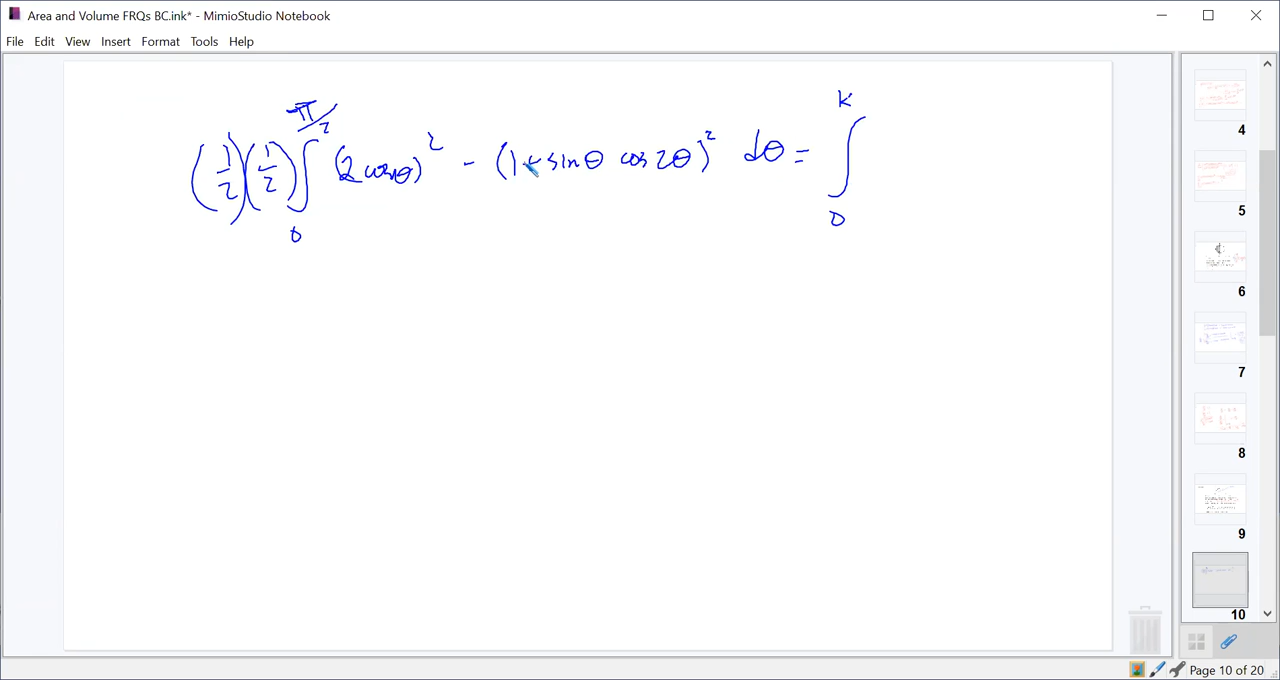 Area and Volume FRQs BC.ink* - MimioStudio Notebook
File Edit View Insert Format Tools Help
(1/2)(1/2) ∫₀^(π/2) (2 cosθ)² - (1 + sinθ cos2θ)² dθ = ∫₀^K
4
5
6
7
8
9
10
Page 10 of 20